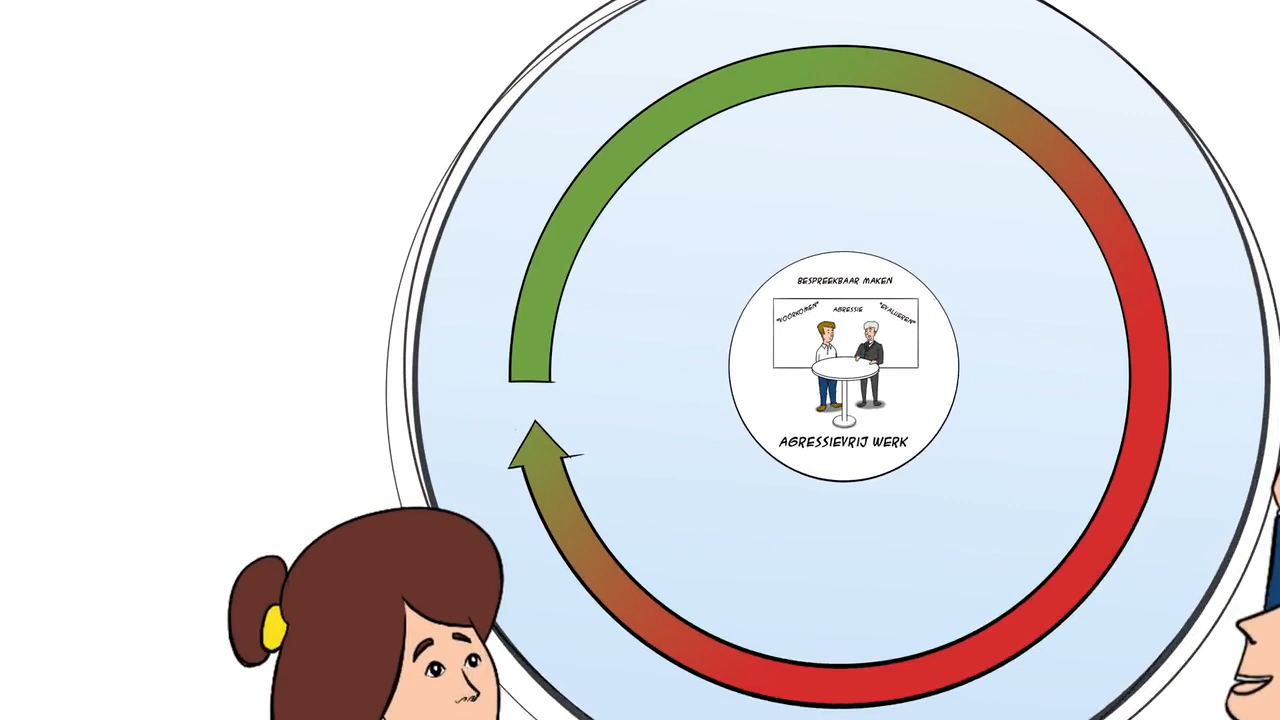 BESPREEKBAAR MAKEN
"VOORKOMEN" AGRESSIE "EVALUEREN"
AGRESSIEVRIJ WERK